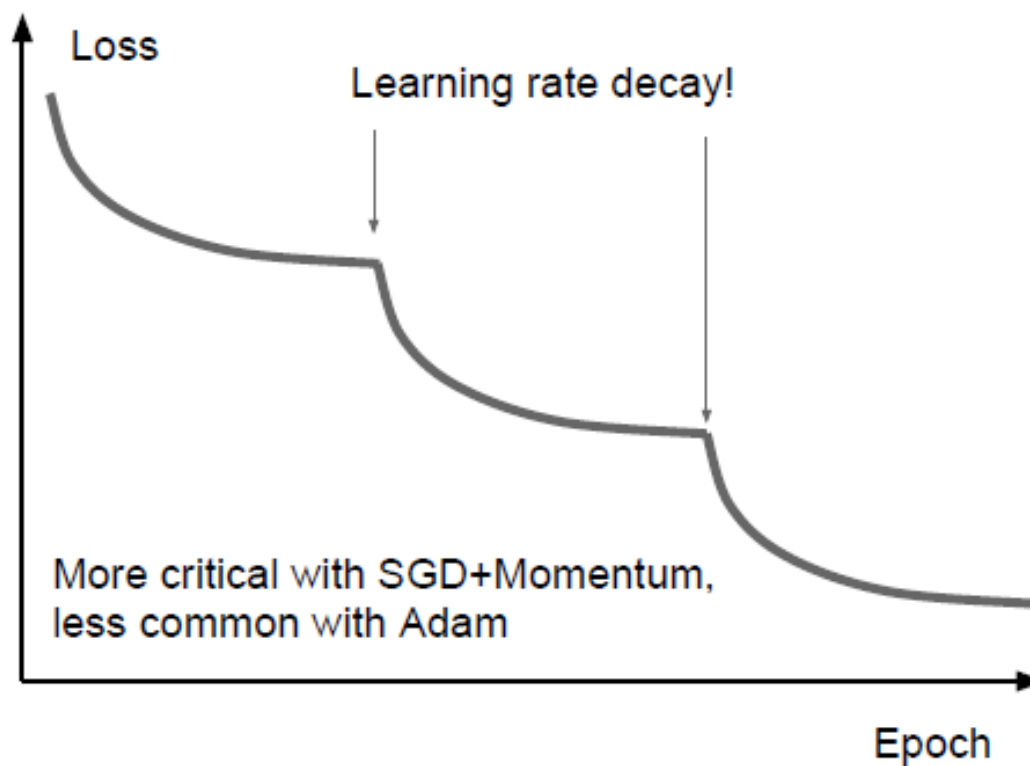 Loss
Learning rate decay!
More critical with SGD+Momentum,
less common with Adam
Epoch